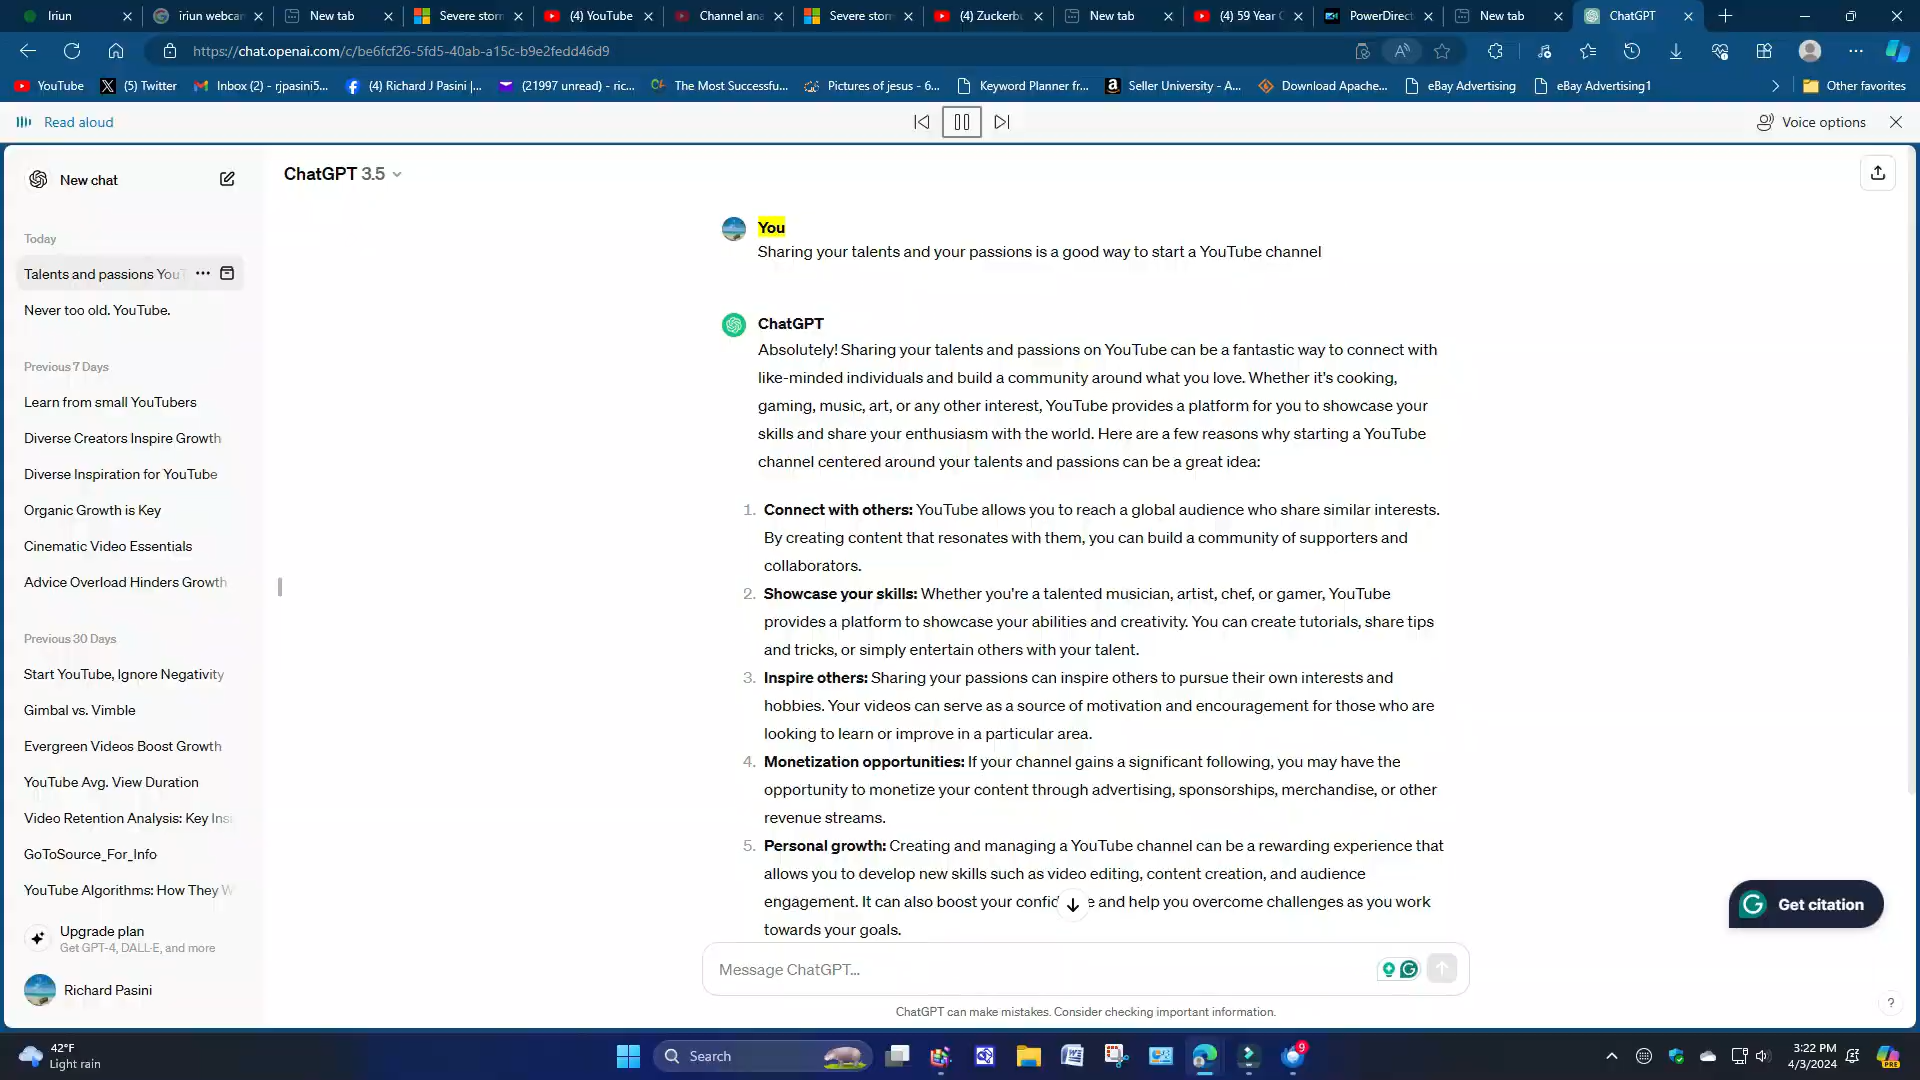 Iriun
iriun webcam
New tab
Severe storm
(4) YouTube
Channel ana
Severe storm
(4) Zuckerbu
New tab
(4) 59 Year O
PowerDirect
New tab
ChatGPT
https://chat.openai.com/c/be6fcf26-5fd5-40ab-a15c-b9e2fedd46d9
YouTube
(5) Twitter
Inbox (2) - rjpasini5...
(4) Richard J Pasini |...
(21997 unread) - ric...
The Most Successfu...
Pictures of jesus - 6...
Keyword Planner fr...
Seller University - A...
Download Apache...
eBay Advertising
eBay Advertising1
Other favorites
Read aloud
Voice options
New chat
Today
Talents and passions YouT
Never too old. YouTube.
Previous 7 Days
Learn from small YouTubers
Diverse Creators Inspire Growth
Diverse Inspiration for YouTube
Organic Growth is Key
Cinematic Video Essentials
Advice Overload Hinders Growth
Previous 30 Days
Start YouTube, Ignore Negativity
Gimbal vs. Vimble
Evergreen Videos Boost Growth
YouTube Avg. View Duration
Video Retention Analysis: Key Ins
GoToSource_For_Info
YouTube Algorithms: How They W
Upgrade plan
Get GPT-4, DALL·E, and more
Richard Pasini
ChatGPT 3.5
You
Sharing your talents and your passions is a good way to start a YouTube channel
ChatGPT
Absolutely! Sharing your talents and passions on YouTube can be a fantastic way to connect with
like-minded individuals and build a community around what you love. Whether it's cooking,
gaming, music, art, or any other interest, YouTube provides a platform for you to showcase your
skills and share your enthusiasm with the world. Here are a few reasons why starting a YouTube
channel centered around your talents and passions can be a great idea:
1. Connect with others: YouTube allows you to reach a global audience who share similar interests.
By creating content that resonates with them, you can build a community of supporters and
collaborators.
2. Showcase your skills: Whether you're a talented musician, artist, chef, or gamer, YouTube
provides a platform to showcase your abilities and creativity. You can create tutorials, share tips
and tricks, or simply entertain others with your talent.
3. Inspire others: Sharing your passions can inspire others to pursue their own interests and
hobbies. Your videos can serve as a source of motivation and encouragement for those who are
looking to learn or improve in a particular area.
4. Monetization opportunities: If your channel gains a significant following, you may have the
opportunity to monetize your content through advertising, sponsorships, merchandise, or other
revenue streams.
5. Personal growth: Creating and managing a YouTube channel can be a rewarding experience that
allows you to develop new skills such as video editing, content creation, and audience
engagement. It can also boost your confid e and help you overcome challenges as you work
towards your goals.
Get citation
Message ChatGPT...
ChatGPT can make mistakes. Consider checking important information.
?
42°F
Light rain
Search
9
3:22 PM
4/3/2024
PRE